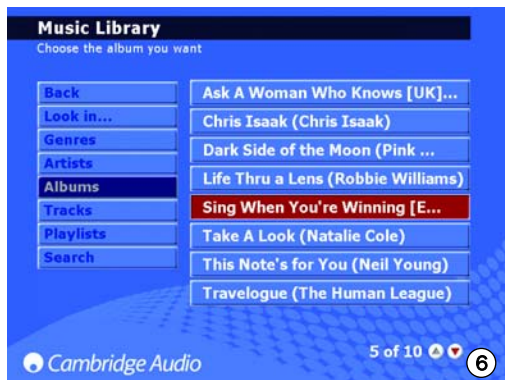 Music Library
Choose the album you want
Back
Look in...
Genres
Artists
Albums
Tracks
Playlists
Search
Ask A Woman Who Knows [UK]...
Chris Isaak (Chris Isaak)
Dark Side of the Moon (Pink ...
Life Thru a Lens (Robbie Williams)
Sing When You're Winning [E...
Take A Look (Natalie Cole)
This Note's for You (Neil Young)
Travelogue (The Human League)
5 of 10
Cambridge Audio
6